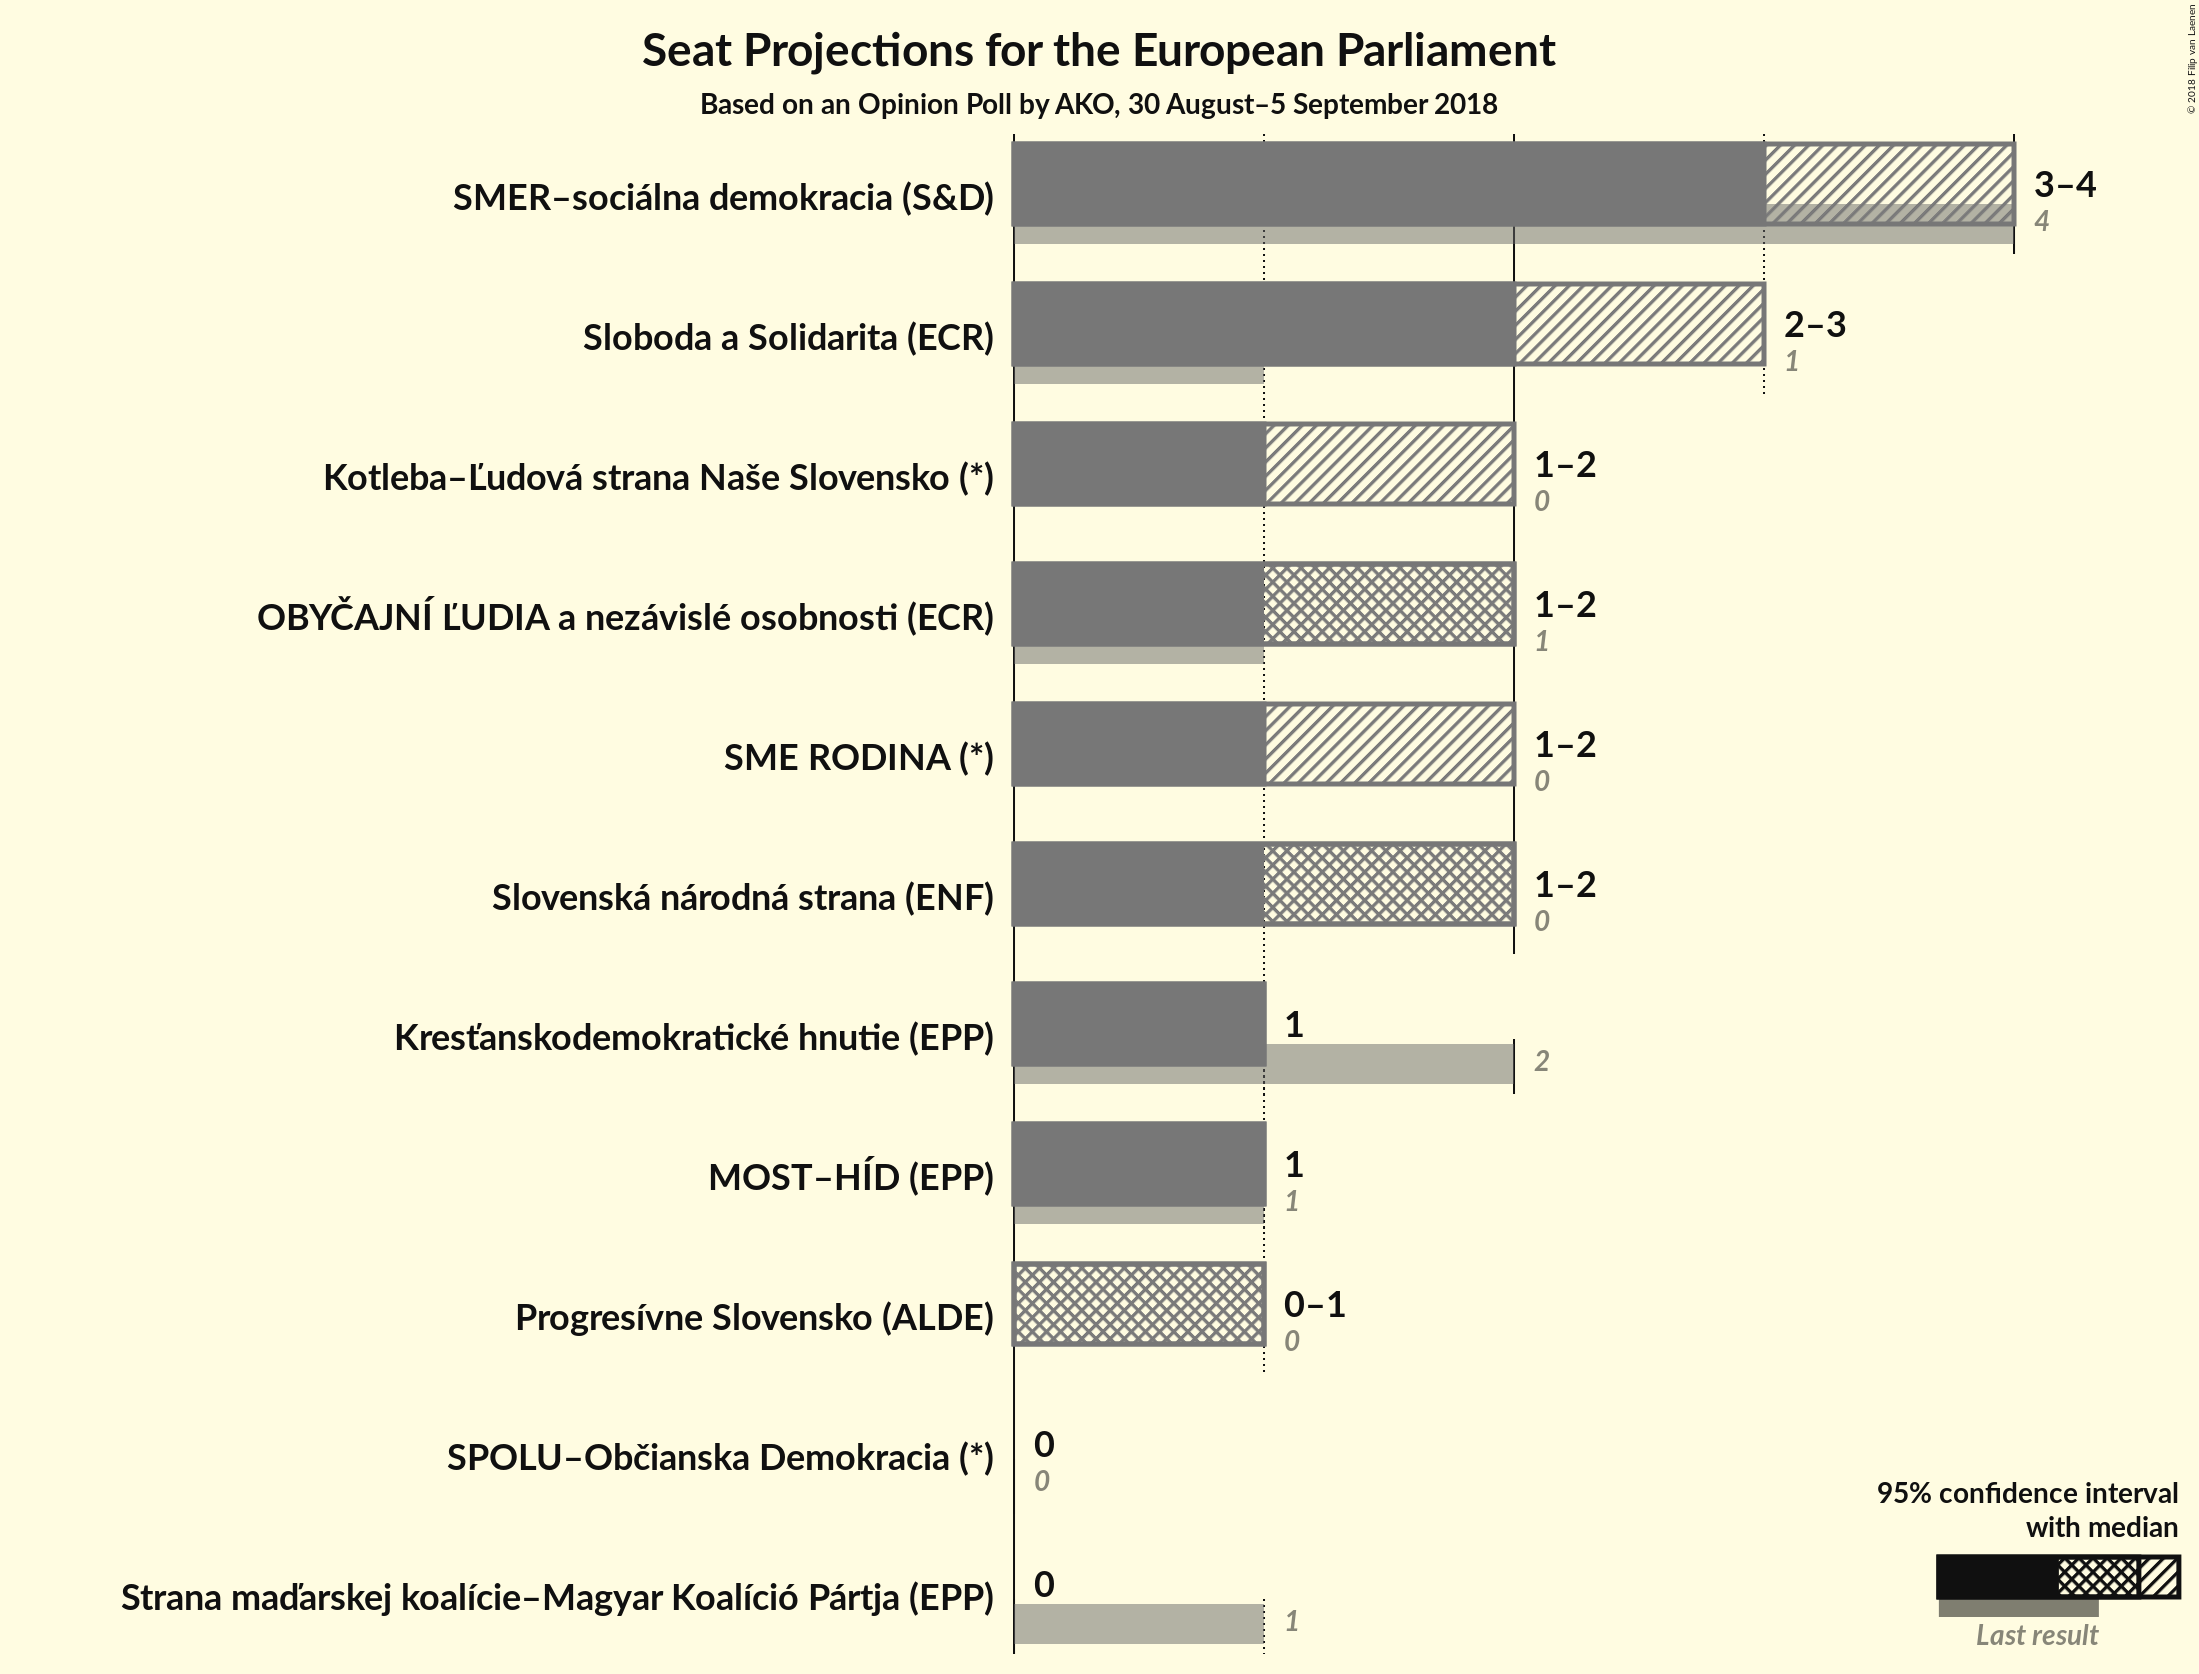 Seat Projections for the European Parliament
Based on an Opinion Poll by AKO, 30 August–5 September 2018
© 2018 Filip van Laenen
SMER–sociálna demokracia (S&D)
3–4
4
Sloboda a Solidarita (ECR)
2–3
1
Kotleba–Ľudová strana Naše Slovensko (*)
1–2
0
OBYČAJNÍ ĽUDIA a nezávislé osobnosti (ECR)
1–2
1
SME RODINA (*)
1–2
0
Slovenská národná strana (ENF)
1–2
0
Kresťanskodemokratické hnutie (EPP)
1
2
MOST–HÍD (EPP)
1
1
Progresívne Slovensko (ALDE)
0–1
0
SPOLU–Občianska Demokracia (*)
0
0
Strana maďarskej koalície–Magyar Koalíció Pártja (EPP)
0
1
95% confidence interval
with median
Last result